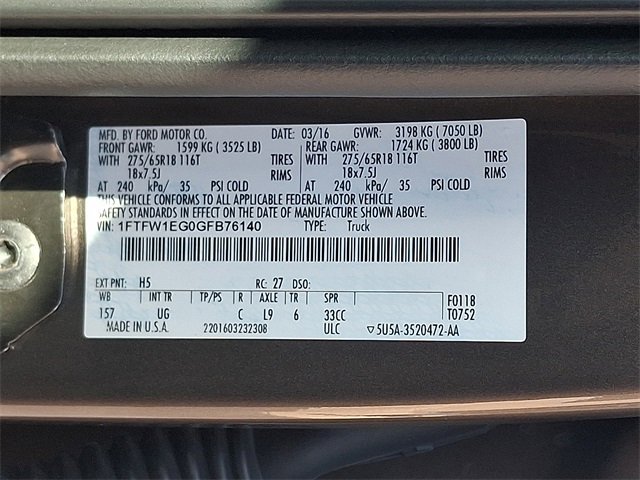 MFD. BY FORD MOTOR CO. DATE: 03/16 GVWR: 3198 KG ( 7050 LB)
FRONT GAWR: 1599 KG ( 3525 LB) REAR GAWR: 1724 KG ( 3800 LB)
WITH 275/65R18 116T TIRES WITH 275/65R18 116T TIRES
18x7.5J RIMS 18x7.5J RIMS
AT 240 kPa/ 35 PSI COLD AT 240 kPa/ 35 PSI COLD
THIS VEHICLE CONFORMS TO ALL APPLICABLE FEDERAL MOTOR VEHICLE
SAFETY STANDARDS IN EFFECT ON THE DATE OF MANUFACTURE SHOWN ABOVE.
VIN: 1FTFW1EG0GFB76140 TYPE: Truck
EXT PNT: H5 RC: 27 DSO:
WB INT TR TP/PS R AXLE TR SPR F0118
157 UG C L9 6 33CC T0752
MADE IN U.S.A. 2201603232308 ULC ▽5U5A-3520472-AA